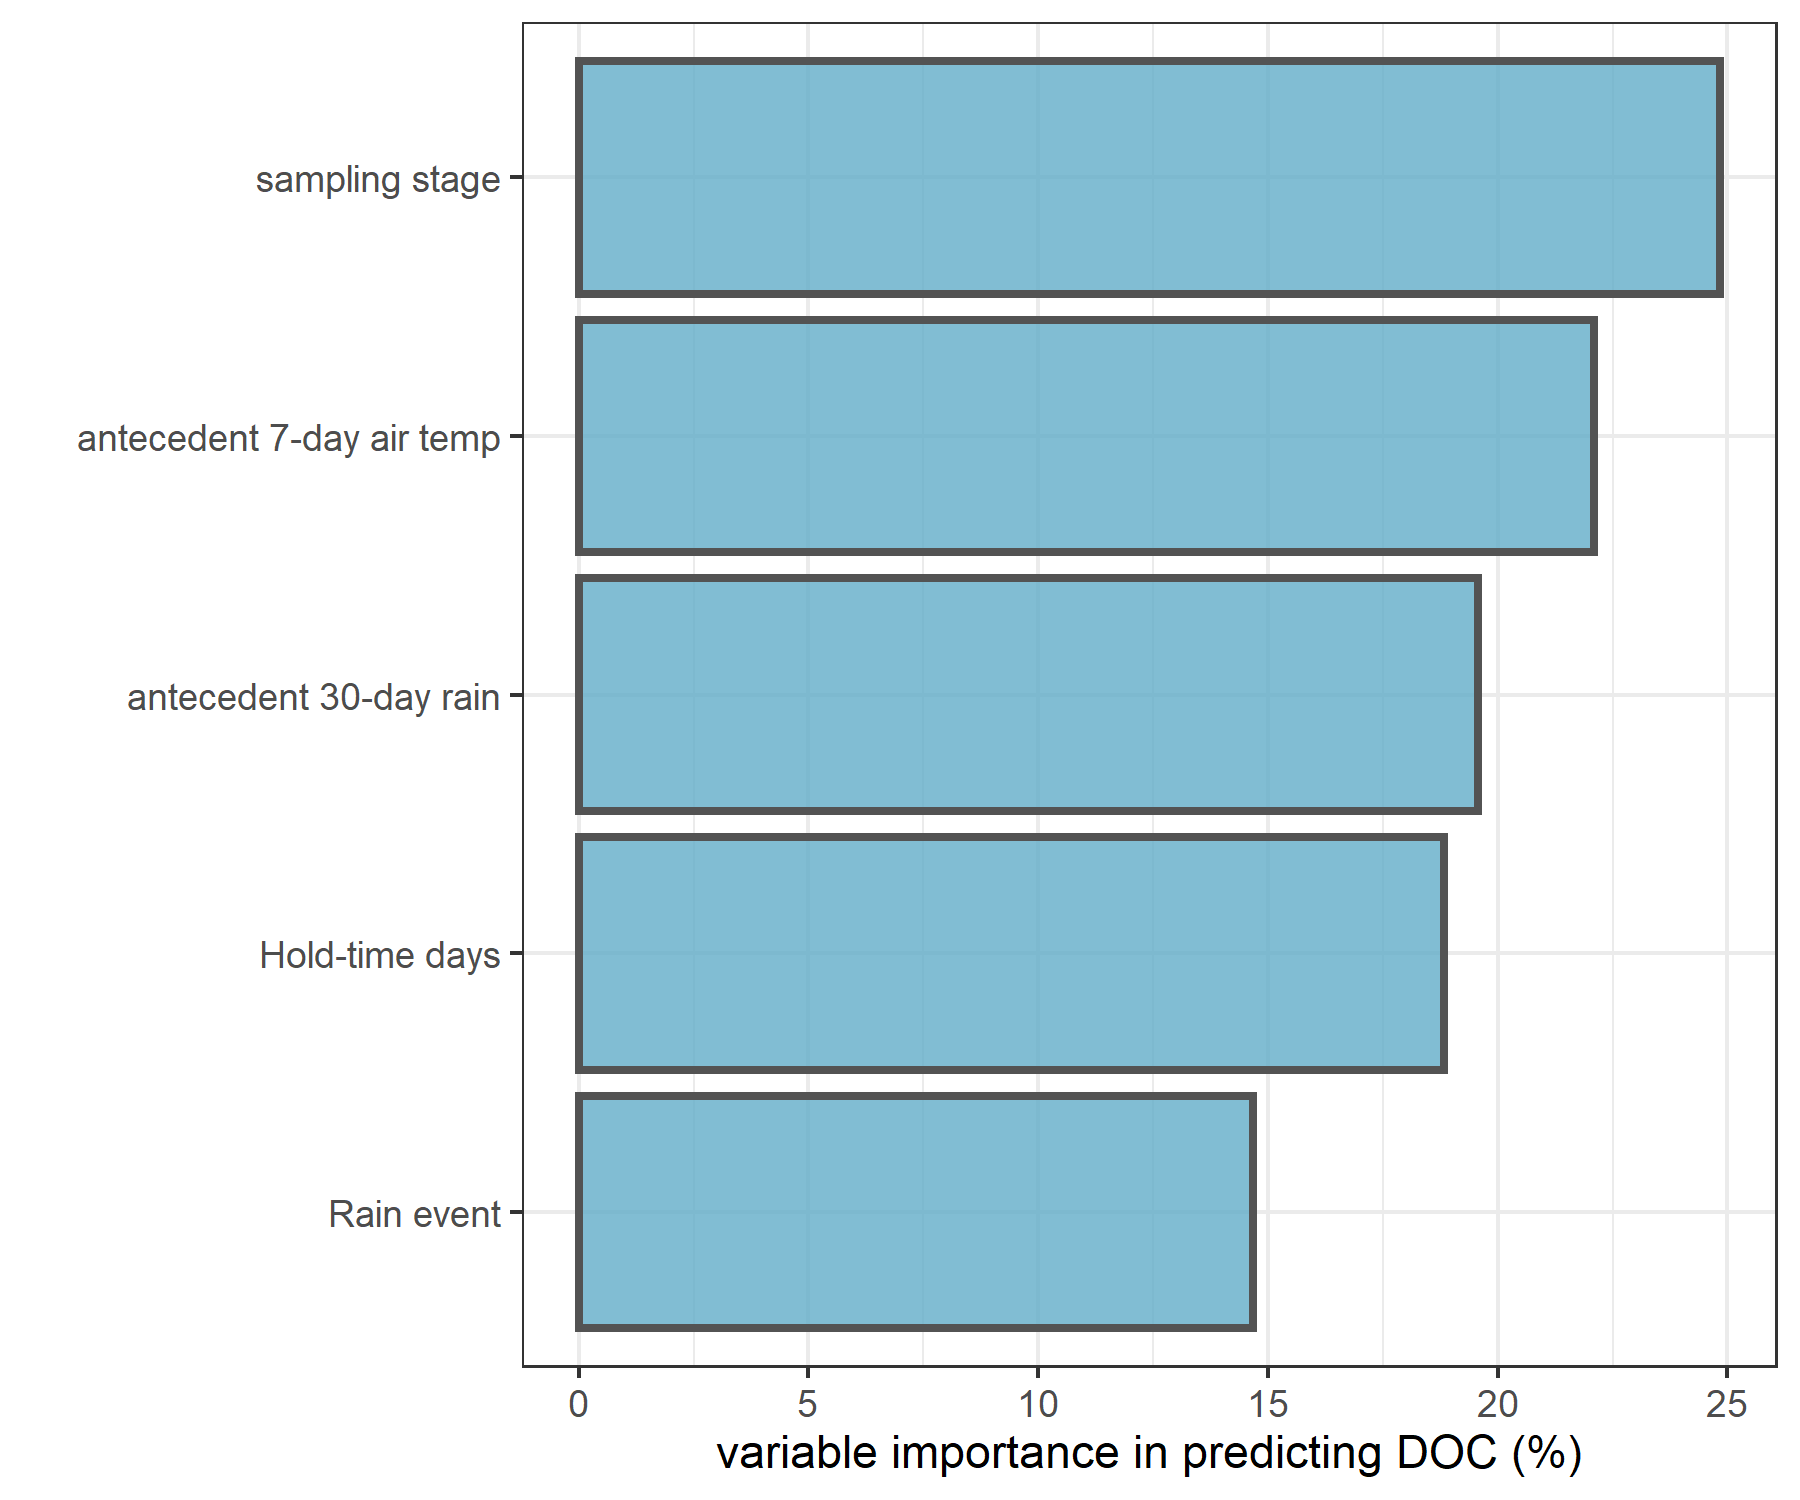 sampling stage
antecedent 7-day air temp
antecedent 30-day rain
Hold-time days
Rain event
0 5 10 15 20 25
variable importance in predicting DOC (%)